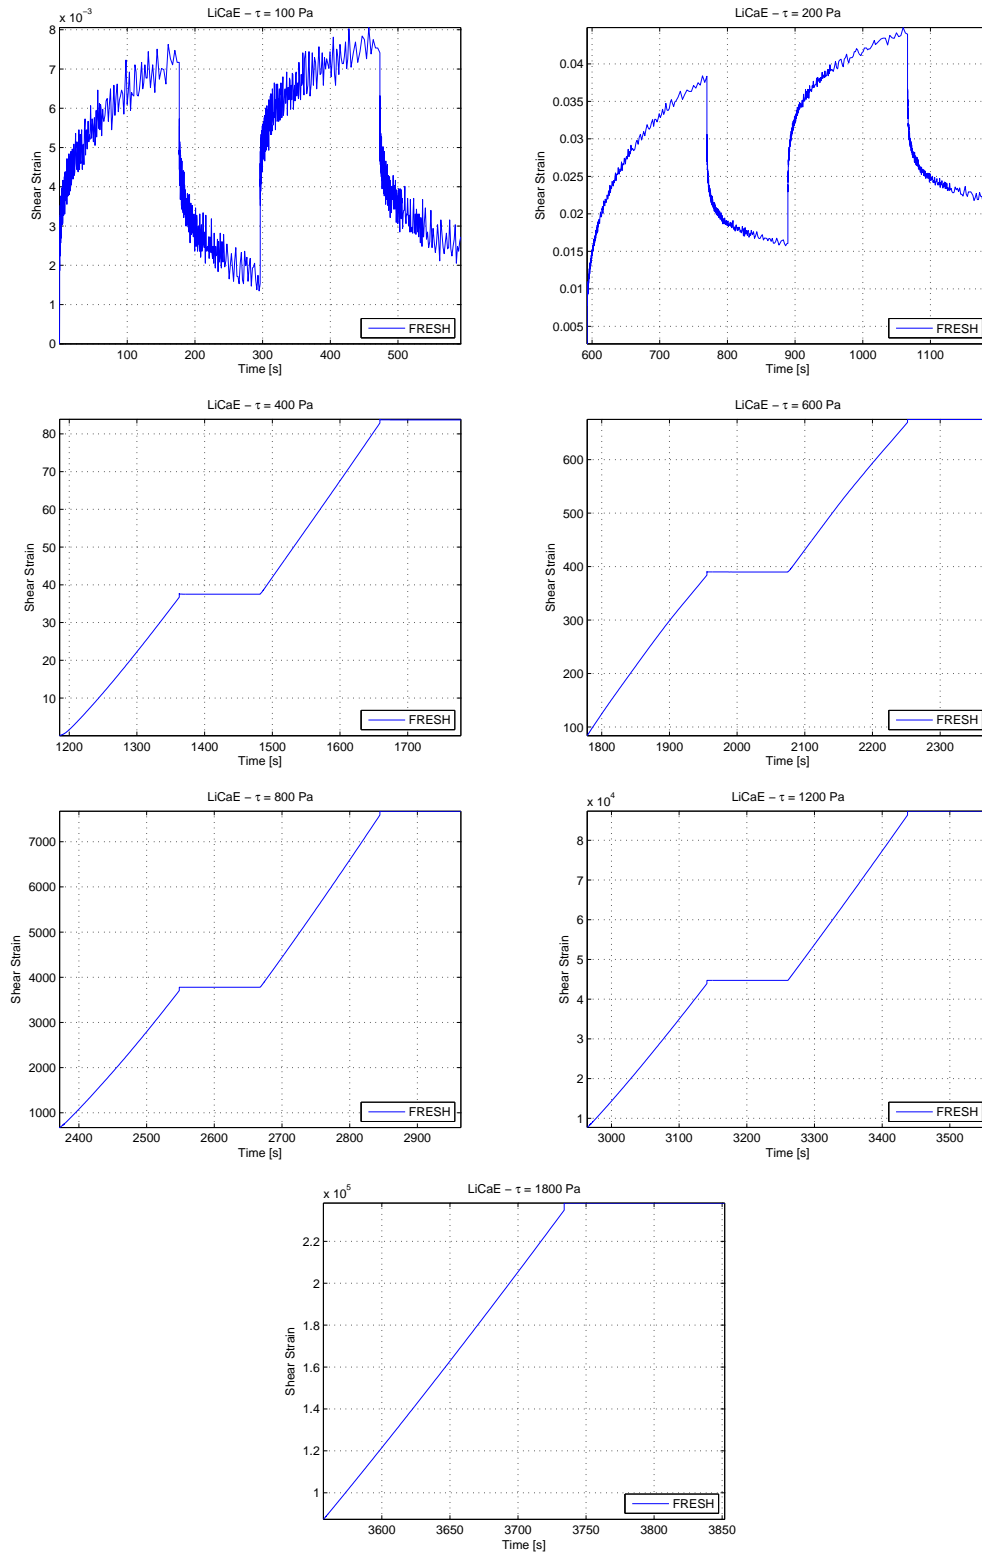 LiCaE − τ = 100 Pa
x 10−3
8
7
6
5
4
3
2
1
0
Shear Strain
100 200 300 400 500
Time [s]
FRESH
LiCaE − τ = 200 Pa
0.04
0.035
0.03
0.025
0.02
0.015
0.01
0.005
Shear Strain
600 700 800 900 1000 1100
Time [s]
FRESH
LiCaE − τ = 400 Pa
80
70
60
50
40
30
20
10
Shear Strain
1200 1300 1400 1500 1600 1700
Time [s]
FRESH
LiCaE − τ = 600 Pa
600
500
400
300
200
100
Shear Strain
1800 1900 2000 2100 2200 2300
Time [s]
FRESH
LiCaE − τ = 800 Pa
7000
6000
5000
4000
3000
2000
1000
Shear Strain
2400 2500 2600 2700 2800 2900
Time [s]
FRESH
LiCaE − τ = 1200 Pa
x 104
8
7
6
5
4
3
2
1
Shear Strain
3000 3100 3200 3300 3400 3500
Time [s]
FRESH
LiCaE − τ = 1800 Pa
x 105
2.2
2
1.8
1.6
1.4
1.2
1
Shear Strain
3600 3650 3700 3750 3800 3850
Time [s]
FRESH